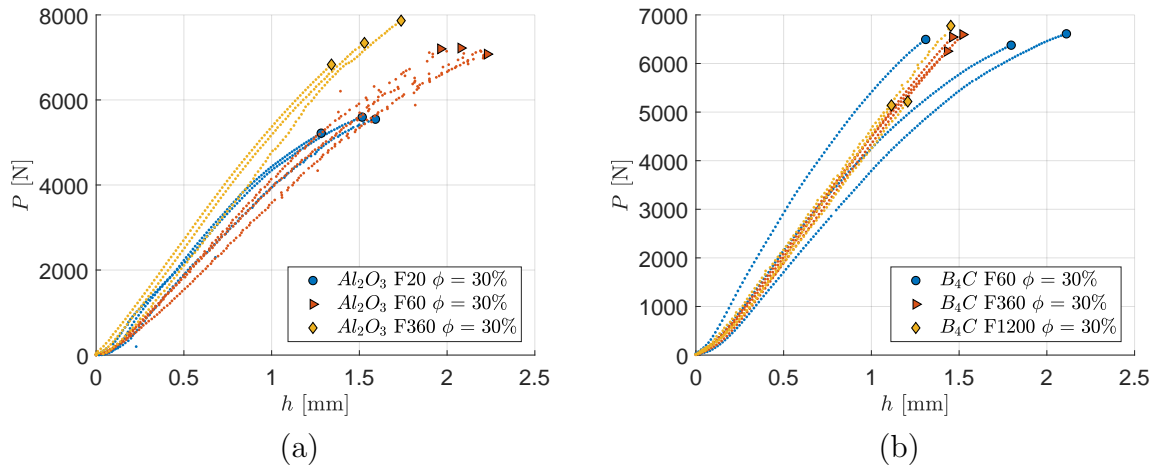 8000
6000
4000
2000
0
P [N]
0 0.5 1 1.5 2 2.5
h [mm]
Al₂O₃ F20 ϕ = 30%
Al₂O₃ F60 ϕ = 30%
Al₂O₃ F360 ϕ = 30%
(a)
7000
6000
5000
4000
3000
2000
1000
0
P [N]
0 0.5 1 1.5 2 2.5
h [mm]
B₄C F60 ϕ = 30%
B₄C F360 ϕ = 30%
B₄C F1200 ϕ = 30%
(b)